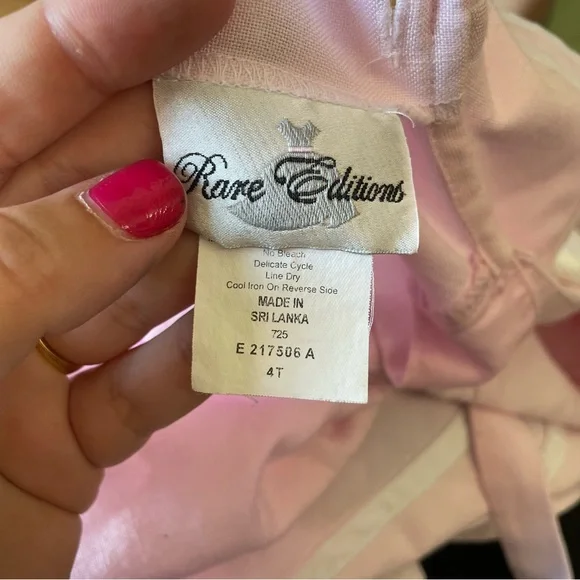 Rare Editions
No Bleach
Delicate Cycle
Line Dry
Cool Iron On Reverse Side
MADE IN
SRI LANKA
725
E 217506 A
4T